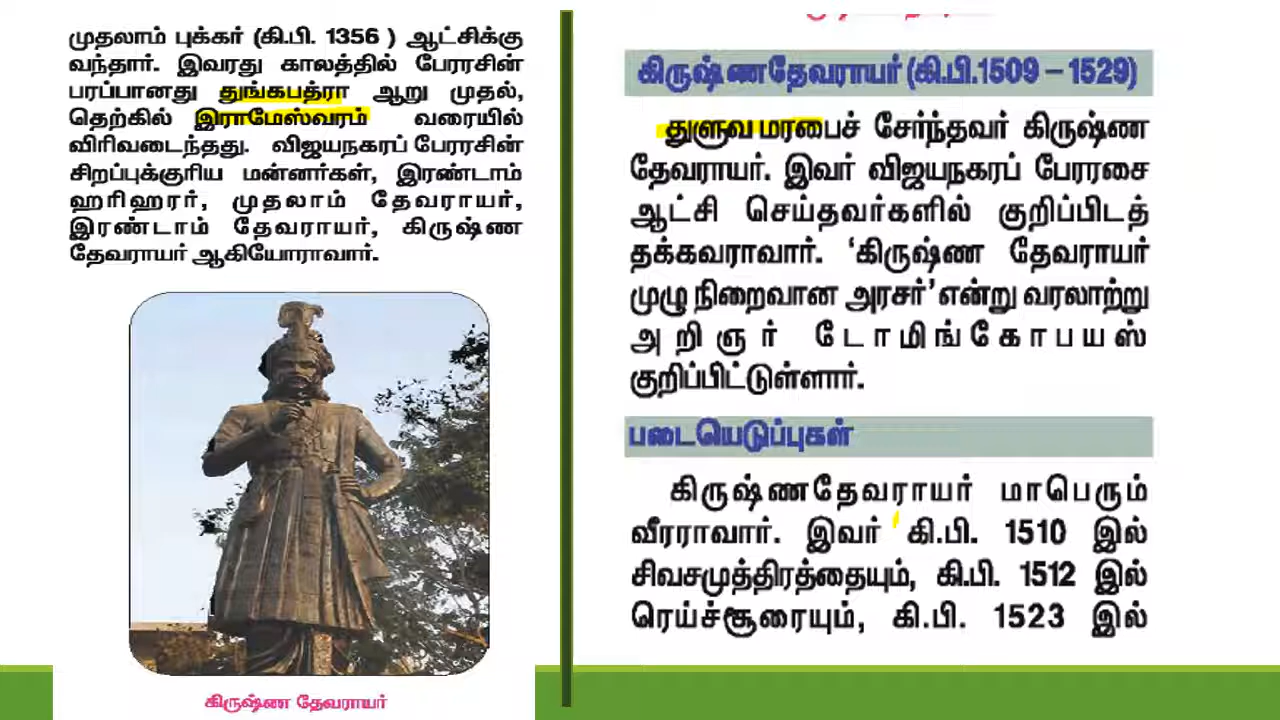 முதலாம் புக்கர் (கி.பி. 1356 ) ஆட்சிக்கு
வந்தார். இவரது காலத்தில் பேரரசின்
பரப்பானது துங்கபத்ரா ஆறு முதல்,
தெற்கில் இராமேஸ்வரம் வரையில்
விரிவடைந்தது. விஜயநகரப் பேரரசின்
சிறப்புக்குரிய மன்னர்கள், இரண்டாம்
ஹரிஹரர், முதலாம் தேவராயர்,
இரண்டாம் தேவராயர், கிருஷ்ண
தேவராயர் ஆகியோராவார்.
கிருஷ்ண தேவராயர்
கிருஷ்ணதேவராயர் (கி.பி.1509 – 1529)
துளுவ மரபைச் சேர்ந்தவர் கிருஷ்ண
தேவராயர். இவர் விஜயநகரப் பேரரசை
ஆட்சி செய்தவர்களில் குறிப்பிடத்
தக்கவராவார். ‘கிருஷ்ண தேவராயர்
முழு நிறைவான அரசர்’ என்று வரலாற்று
அறிஞர் டோமிங்கோபயஸ்
குறிப்பிட்டுள்ளார்.
படையெடுப்புகள்
கிருஷ்ணதேவராயர் மாபெரும்
வீரராவார். இவர் கி.பி. 1510 இல்
சிவசமுத்திரத்தையும், கி.பி. 1512 இல்
ரெய்ச்சூரையும், கி.பி. 1523 இல்